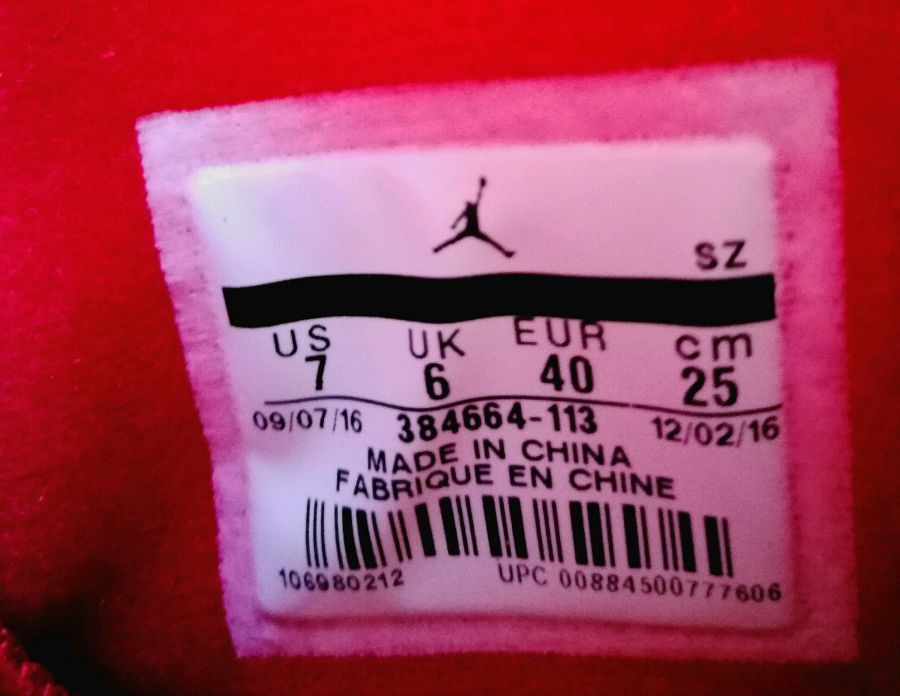 SZ
US UK EUR cm
7 6 40 25
09/07/16 384664-113 12/02/16
MADE IN CHINA
FABRIQUE EN CHINE
106980212 UPC 00884500777606